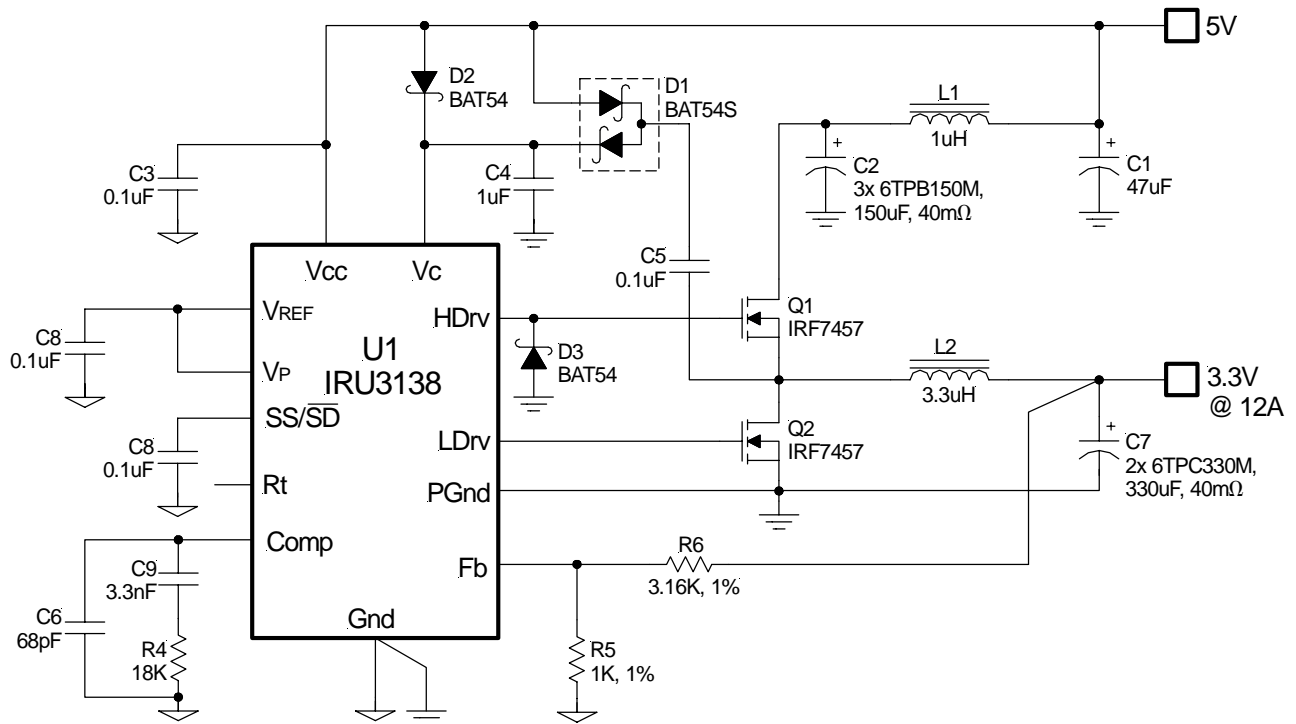 5V
D2
BAT54
D1
BAT54S
L1
1uH
C3
0.1uF
C4
1uF
+
C2
3x 6TPB150M,
150uF, 40mΩ
+
C1
47uF
C5
0.1uF
Vcc
Vc
VREF
HDrv
Q1
IRF7457
C8
0.1uF
U1
IRU3138
D3
BAT54
VP
L2
3.3uH
3.3V
@ 12A
SS/SD
C8
0.1uF
LDrv
Q2
IRF7457
+
C7
2x 6TPC330M,
330uF, 40mΩ
Rt
PGnd
Comp
Fb
R6
3.16K, 1%
C9
3.3nF
C6
68pF
R4
18K
Gnd
R5
1K, 1%